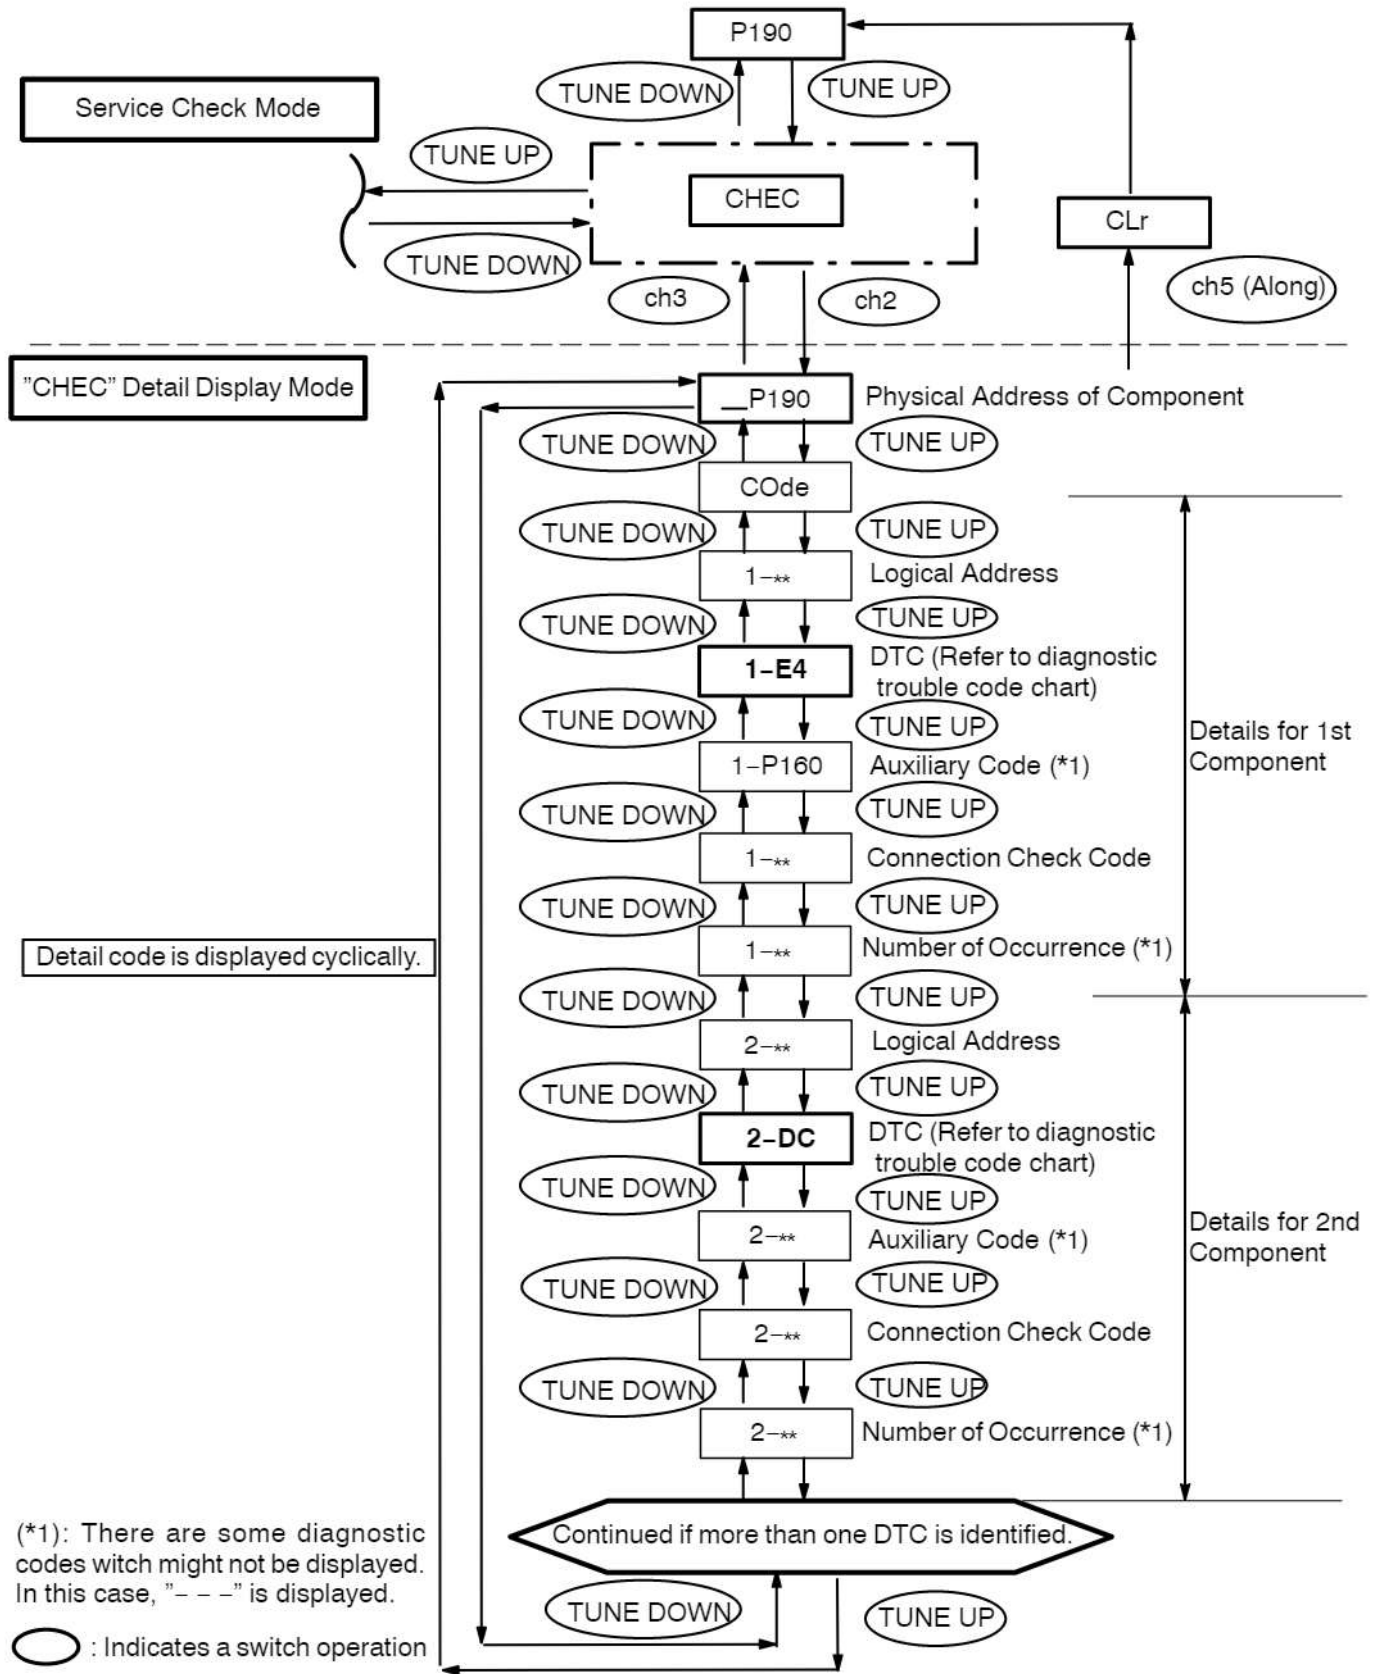 P190
TUNE DOWN
TUNE UP
Service Check Mode
TUNE UP
CHEC
CLr
TUNE DOWN
ch3
ch2
ch5 (Along)
"CHEC" Detail Display Mode
__P190
Physical Address of Component
TUNE DOWN
TUNE UP
COde
TUNE DOWN
TUNE UP
1-**
Logical Address
TUNE DOWN
TUNE UP
1-E4
DTC (Refer to diagnostic
trouble code chart)
TUNE DOWN
TUNE UP
Details for 1st
Component
1-P160
Auxiliary Code (*1)
TUNE DOWN
TUNE UP
1-**
Connection Check Code
TUNE DOWN
TUNE UP
Detail code is displayed cyclically.
1-**
Number of Occurrence (*1)
TUNE DOWN
TUNE UP
2-**
Logical Address
TUNE DOWN
TUNE UP
2-DC
DTC (Refer to diagnostic
trouble code chart)
TUNE DOWN
TUNE UP
2-**
Auxiliary Code (*1)
Details for 2nd
Component
TUNE DOWN
TUNE UP
2-**
Connection Check Code
TUNE DOWN
TUNE UP
2-**
Number of Occurrence (*1)
Continued if more than one DTC is identified.
(*1): There are some diagnostic
codes witch might not be displayed.
In this case, "- - -" is displayed.
TUNE DOWN
TUNE UP
: Indicates a switch operation